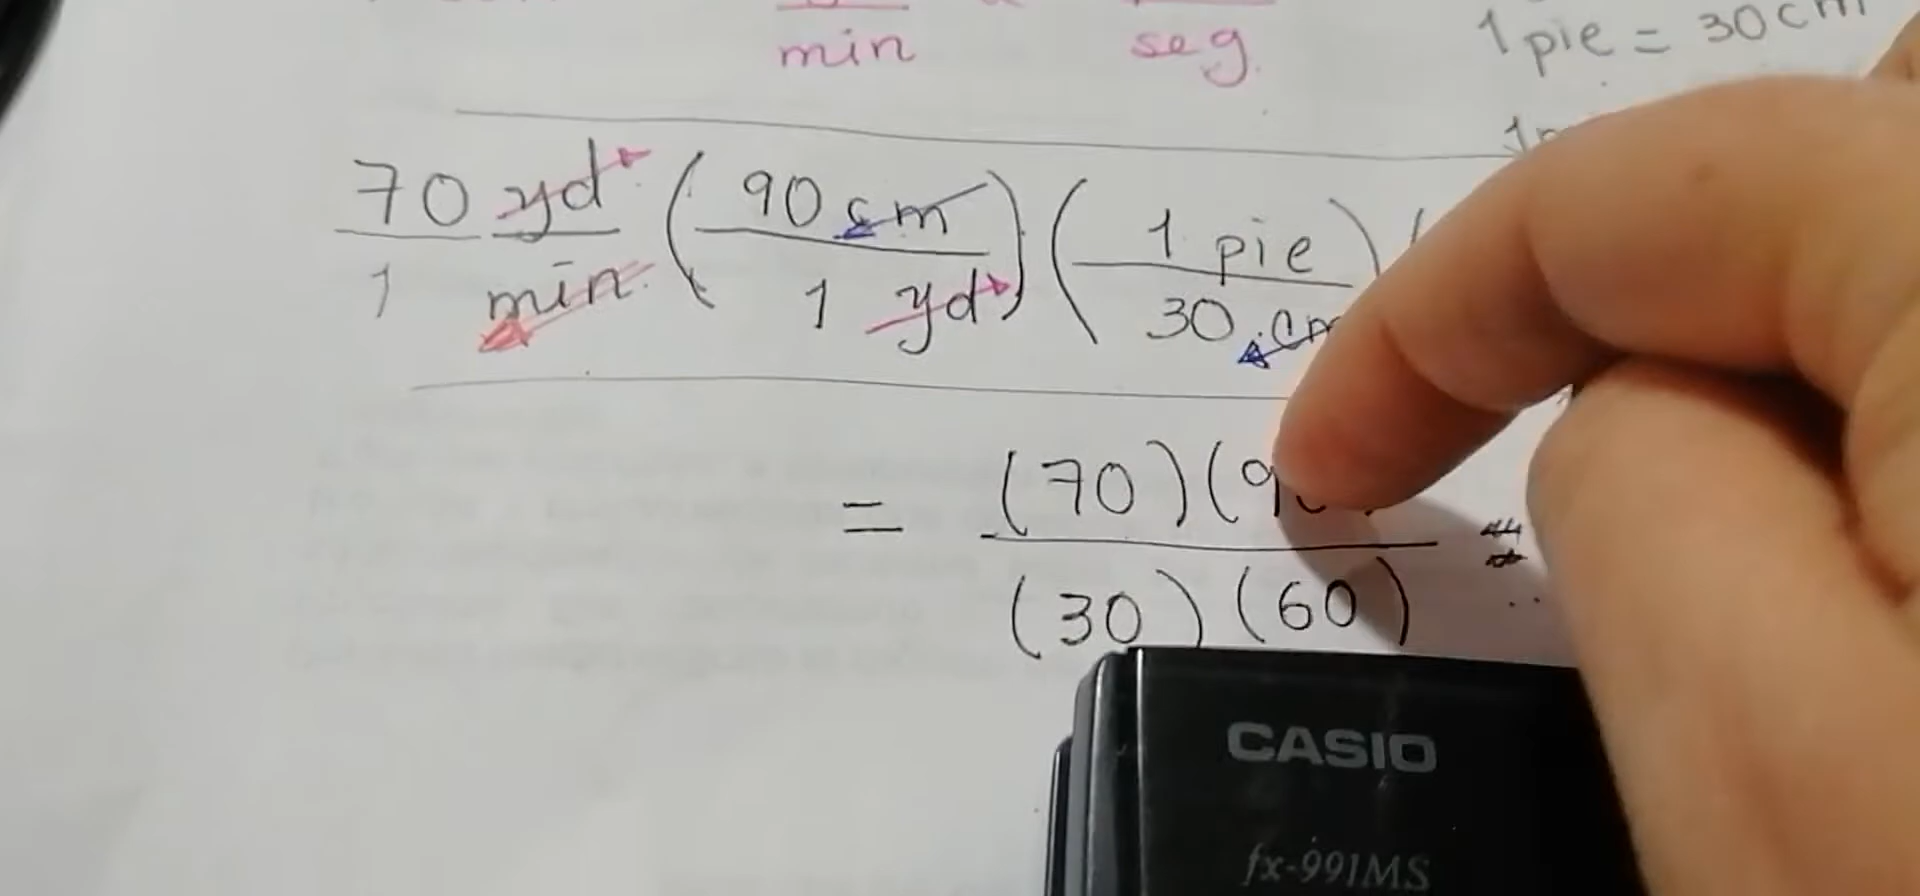 min seg.
1 pie = 30 cm
70 yd (90 cm) (1 pie) (
1 min 1 yd 30 cm
= (70)(9
(30)(60)
CASIO
fx-991MS